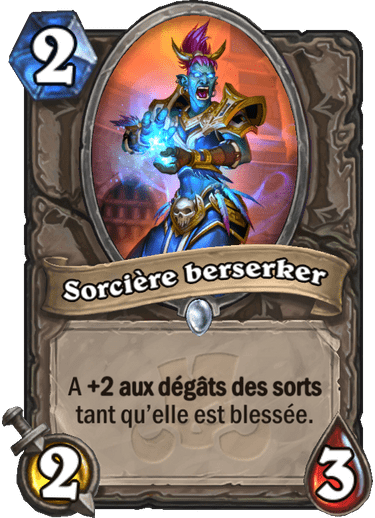 2
Sorcière berserker
A +2 aux dégâts des sorts
tant qu'elle est blessée.
2
3